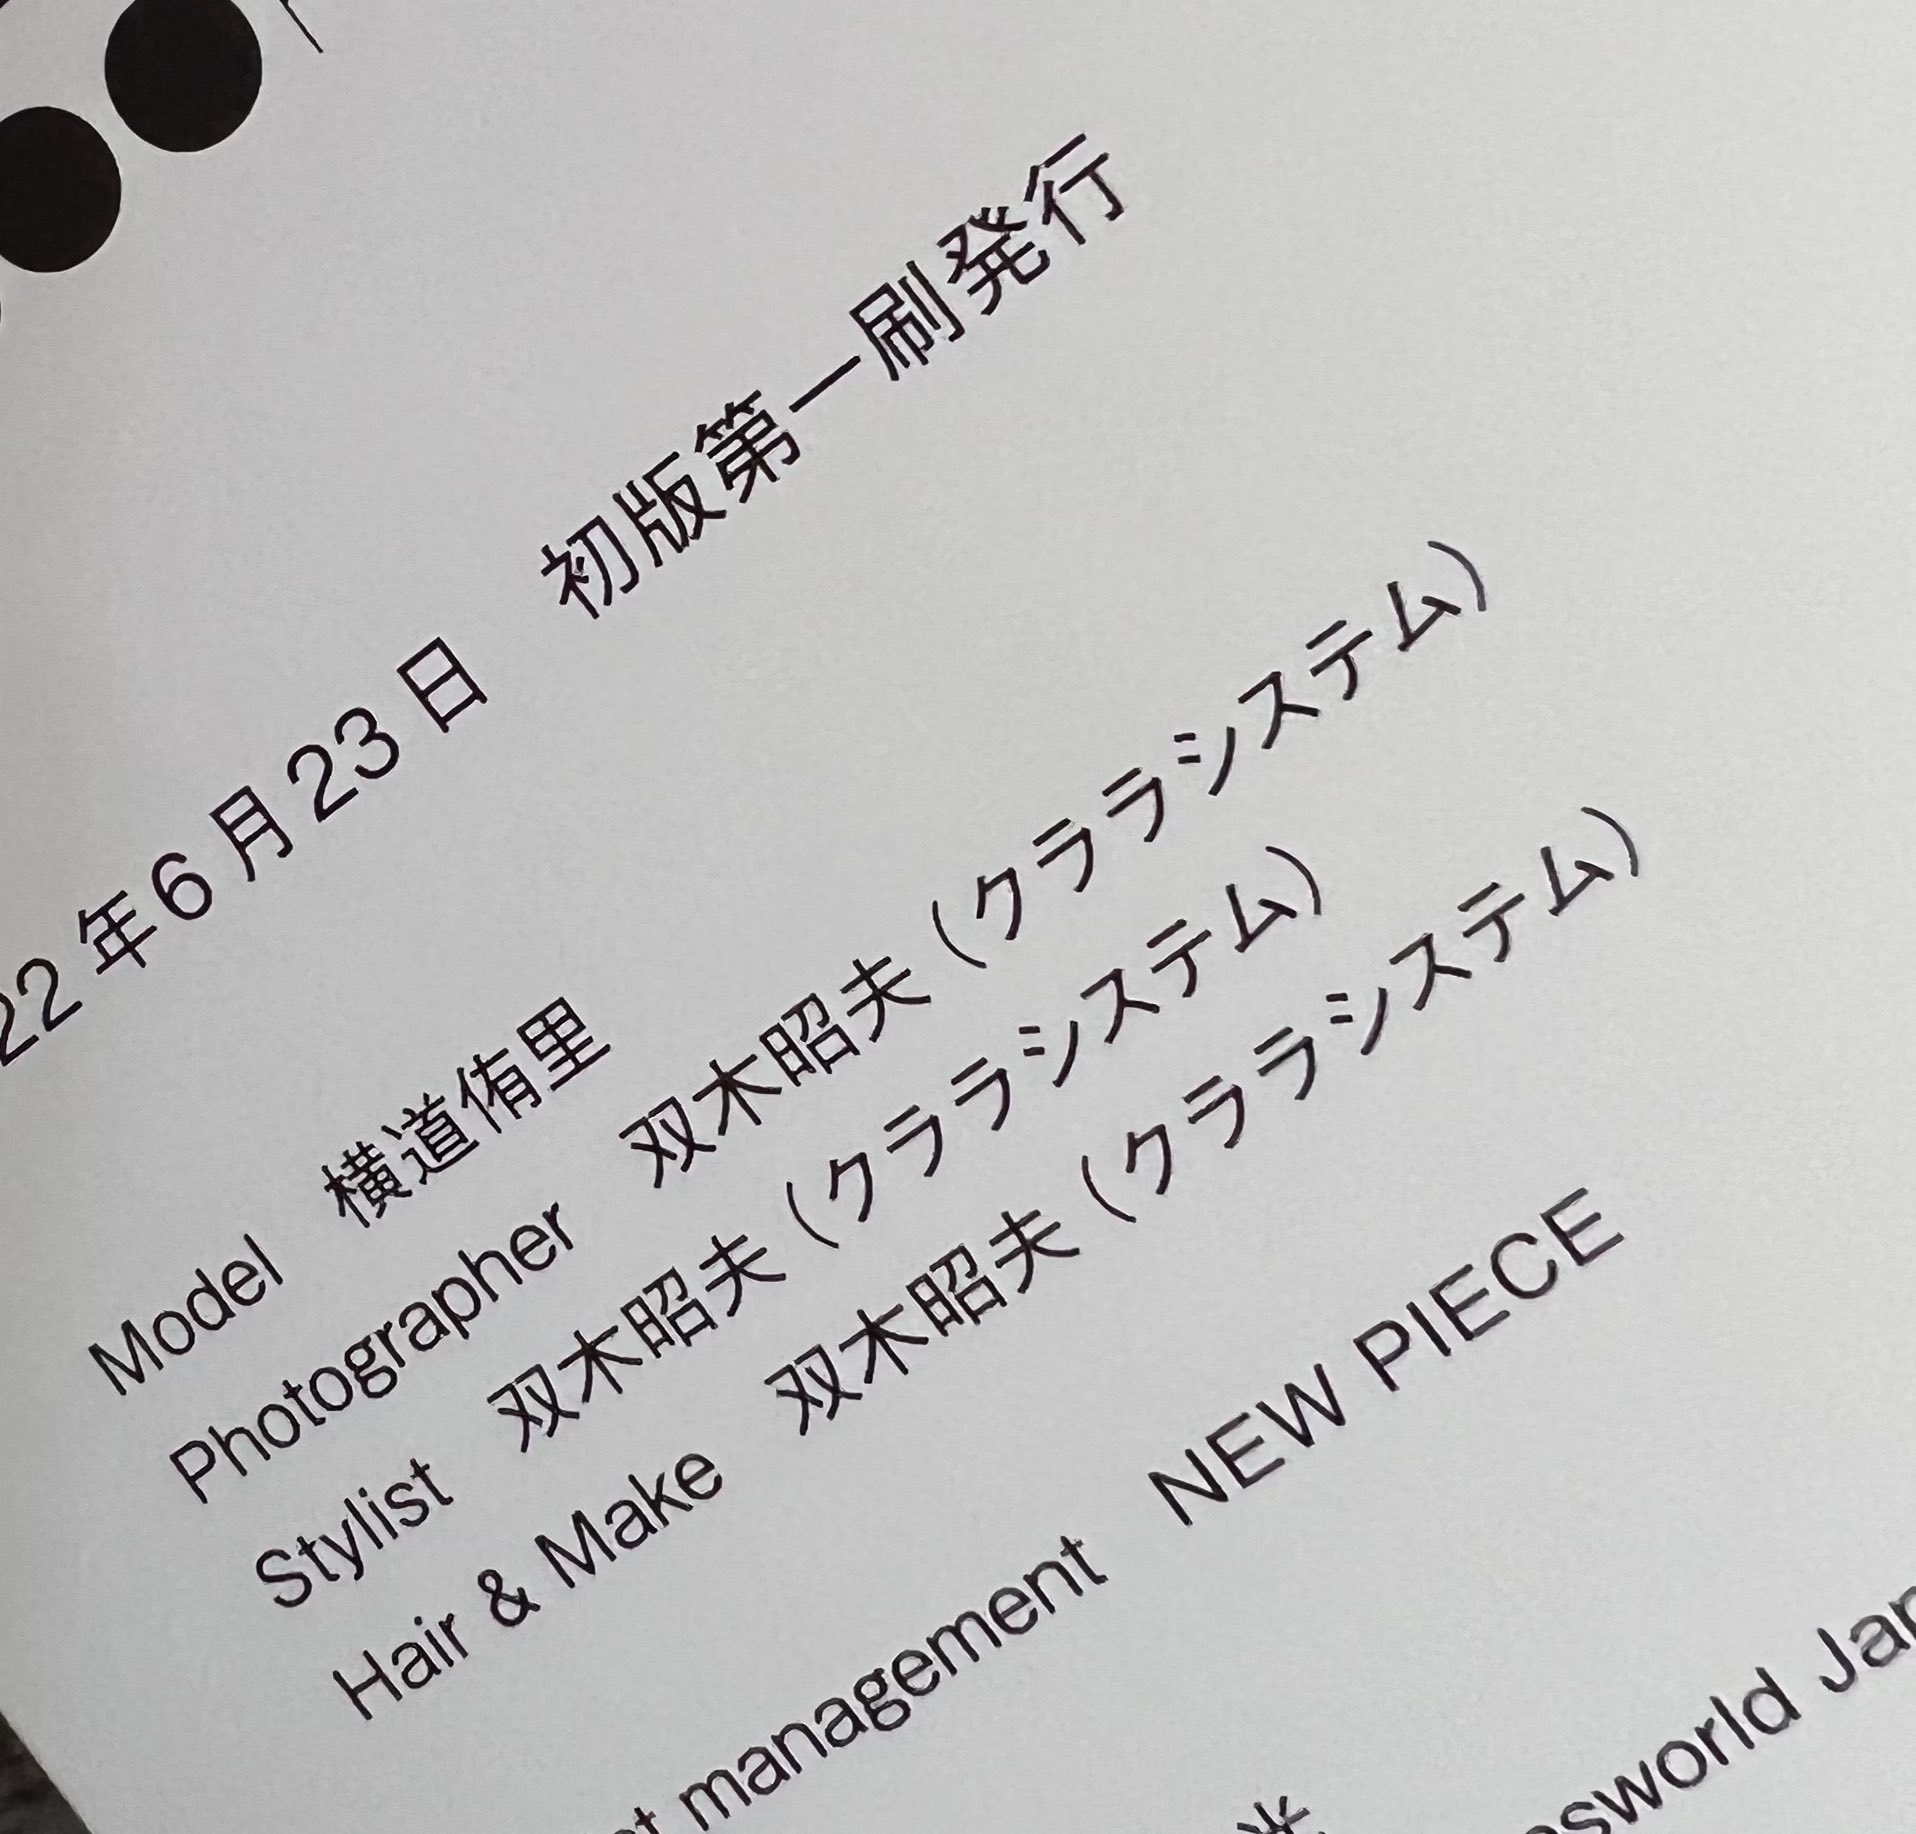 22年6月23日　初版第一刷発行
Model　横道侑里
Photographer　双木昭夫（クララシステム）
Stylist　双木昭夫（クララシステム）
Hair & Make　双木昭夫（クララシステム）
management　NEW PIECE